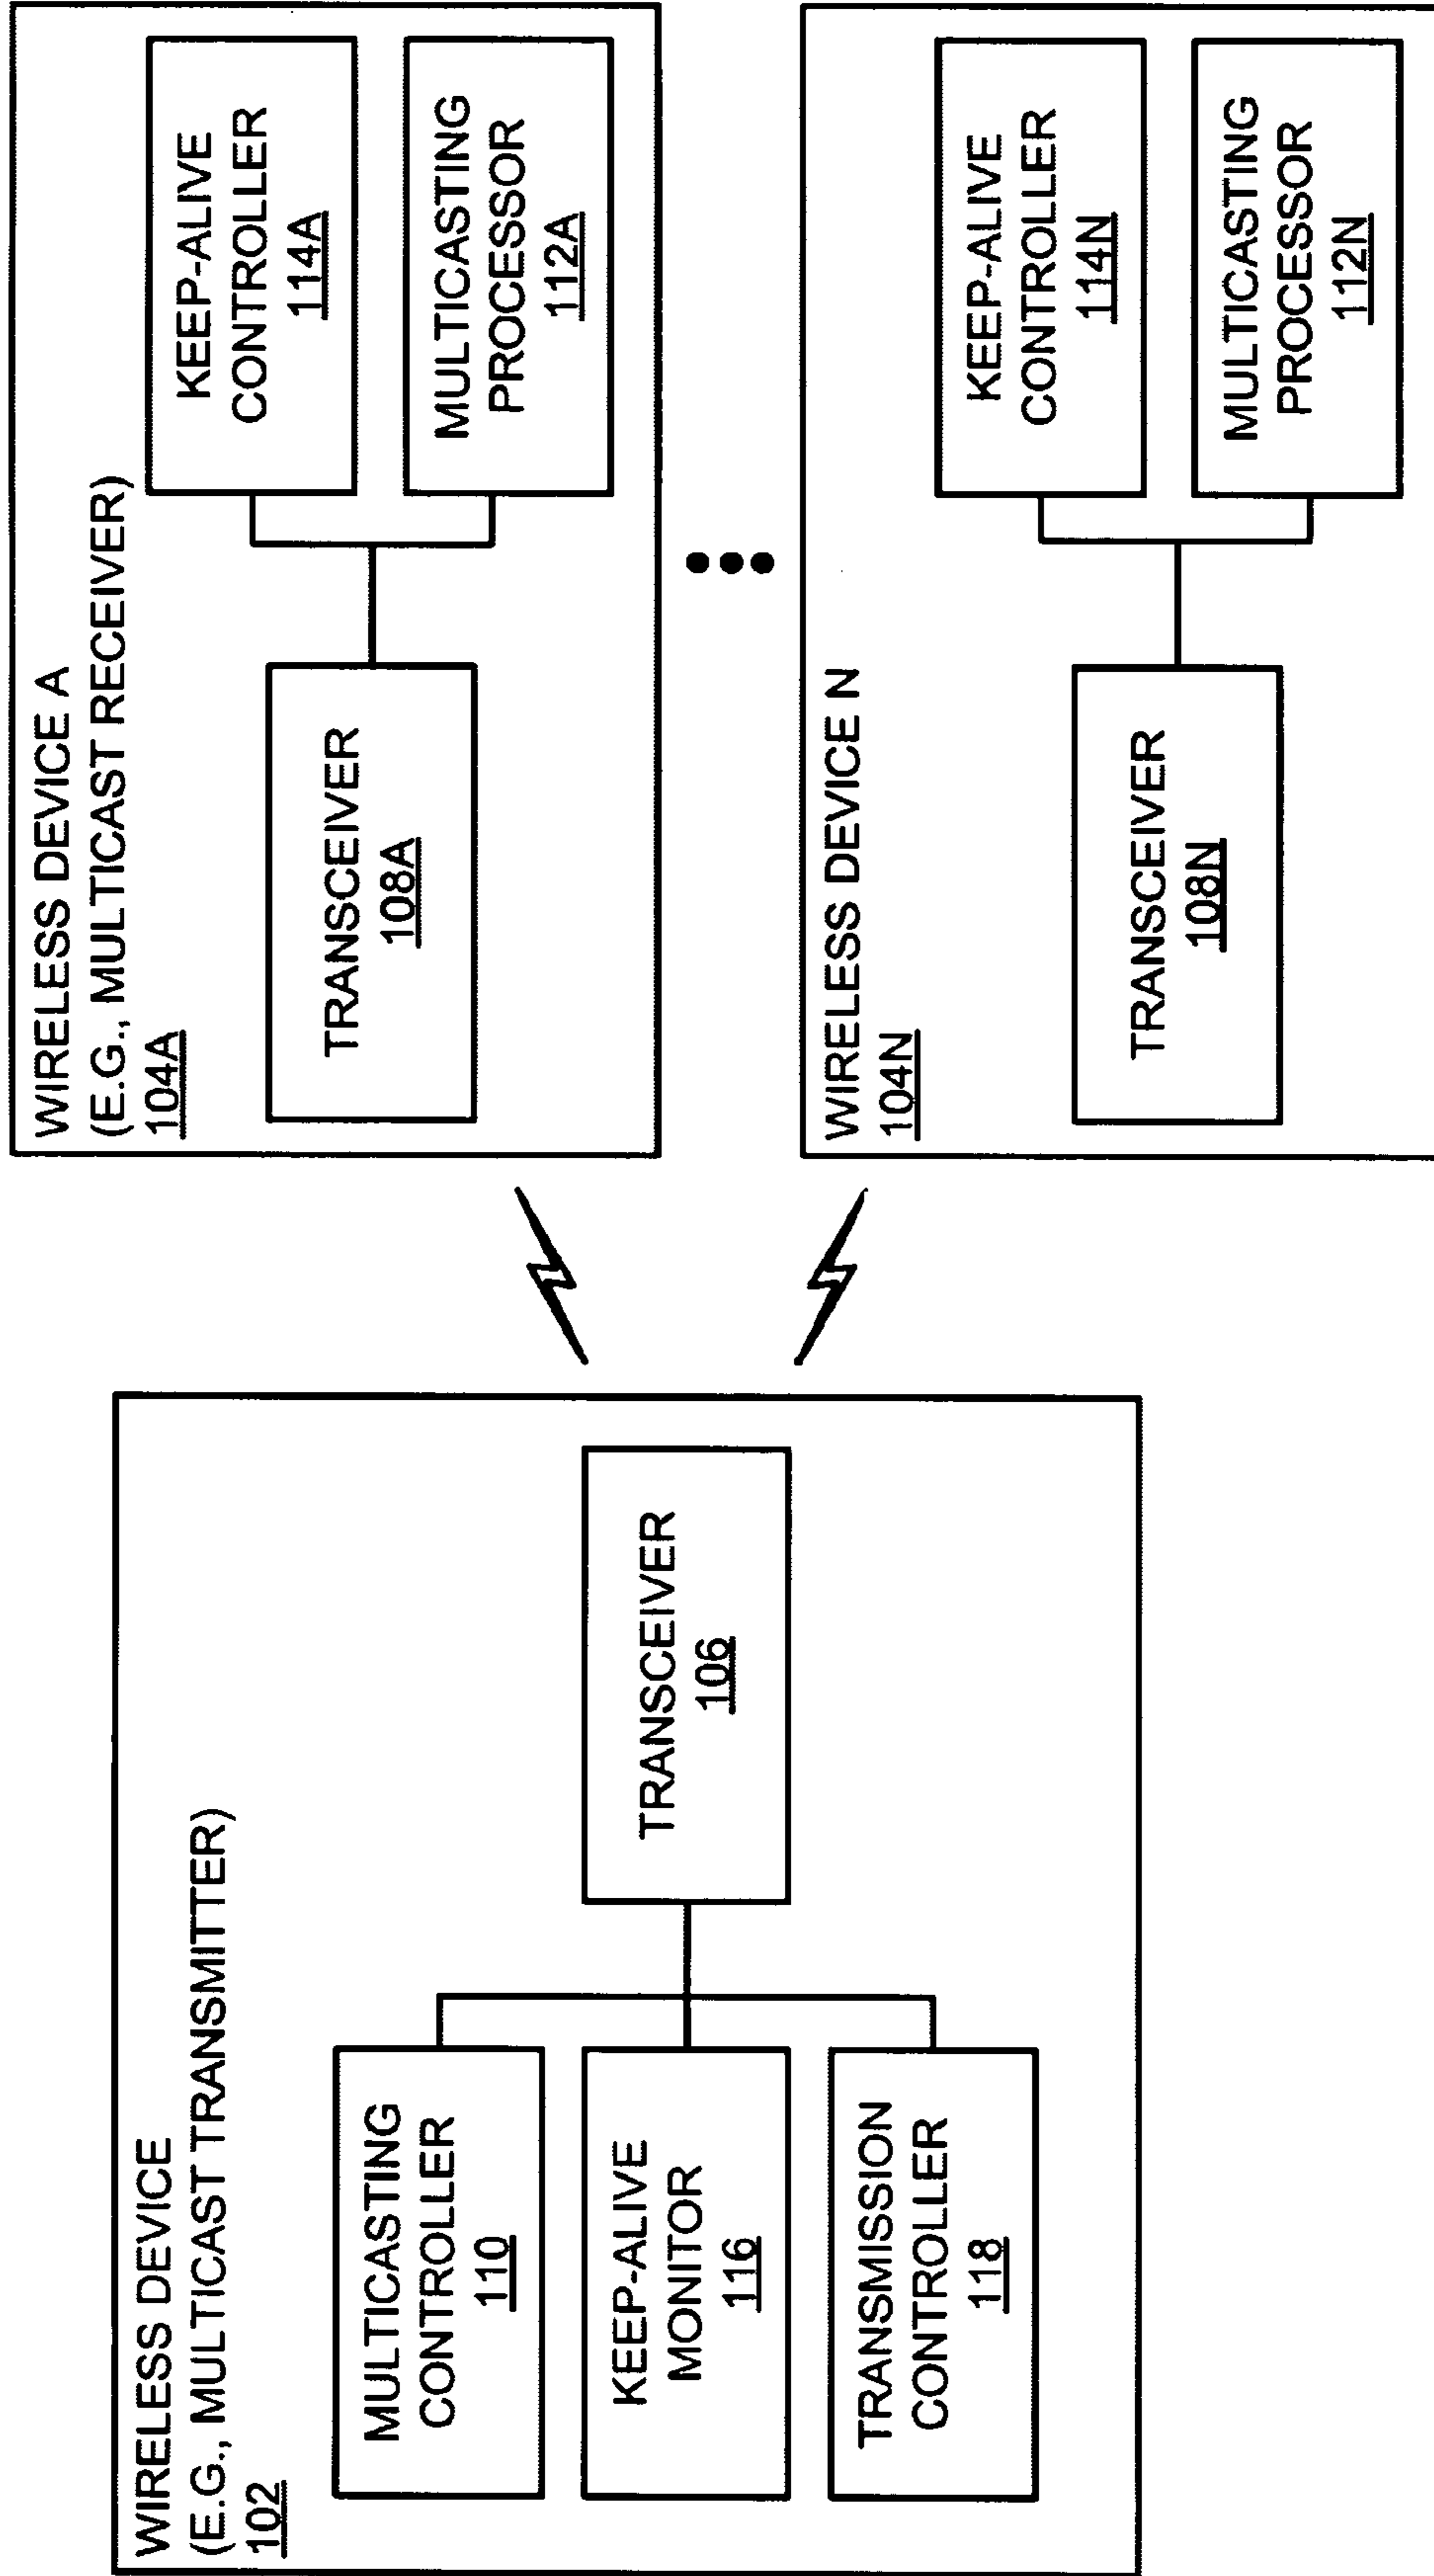 WIRELESS DEVICE
(E.G., MULTICAST TRANSMITTER)
102
MULTICASTING
CONTROLLER
110
KEEP-ALIVE
MONITOR
116
TRANSMISSION
CONTROLLER
118
TRANSCEIVER
106
WIRELESS DEVICE A
(E.G., MULTICAST RECEIVER)
104A
TRANSCEIVER
108A
KEEP-ALIVE
CONTROLLER
114A
MULTICASTING
PROCESSOR
112A
WIRELESS DEVICE N
104N
TRANSCEIVER
108N
KEEP-ALIVE
CONTROLLER
114N
MULTICASTING
PROCESSOR
112N